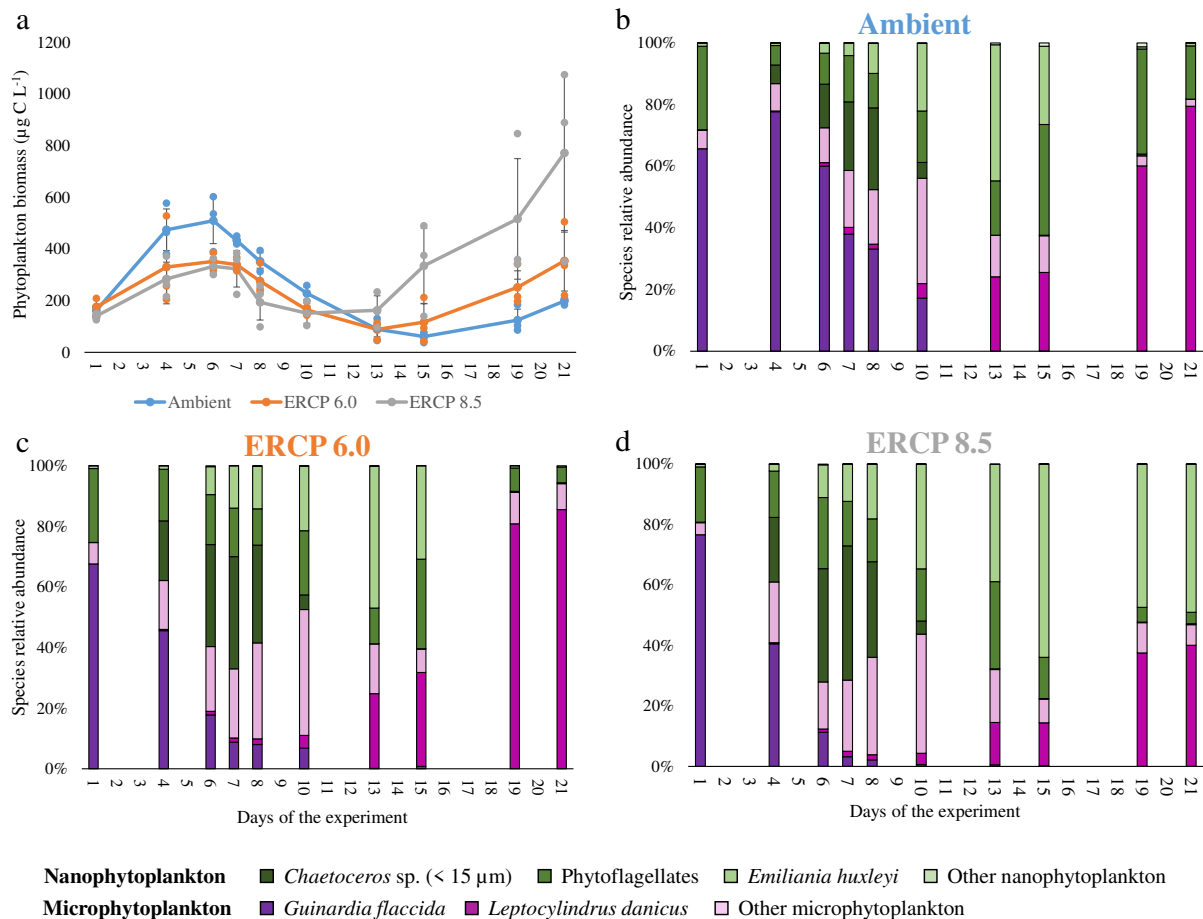 a
Phytoplankton biomass (µg C L-1)
1200
1000
800
600
400
200
0
1 2 3 4 5 6 7 8 9 10 11 12 13 14 15 16 17 18 19 20 21
Ambient ERCP 6.0 ERCP 8.5
b
Ambient
Species relative abundance
100%
80%
60%
40%
20%
0%
1 2 3 4 5 6 7 8 9 10 11 12 13 14 15 16 17 18 19 20 21
c
ERCP 6.0
Species relative abundance
100%
80%
60%
40%
20%
0%
1 2 3 4 5 6 7 8 9 10 11 12 13 14 15 16 17 18 19 20 21
Days of the experiment
d
ERCP 8.5
100%
80%
60%
40%
20%
0%
1 2 3 4 5 6 7 8 9 10 11 12 13 14 15 16 17 18 19 20 21
Days of the experiment
Nanophytoplankton Chaetoceros sp. (< 15 µm) Phytoflagellates Emiliania huxleyi Other nanophytoplankton
Microphytoplankton Guinardia flaccida Leptocylindrus danicus Other microphytoplankton